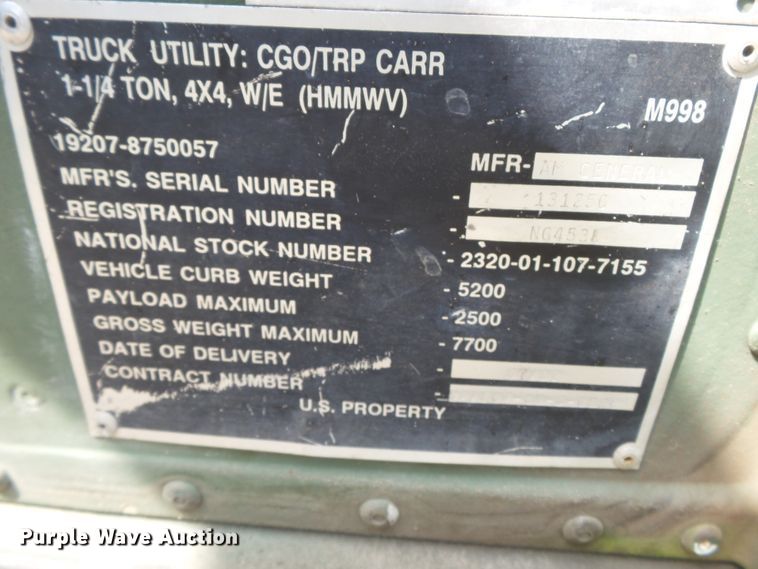 TRUCK UTILITY: CGO/TRP CARR
1-1/4 TON, 4X4, W/E (HMMWV)
M998
19207-8750057
MFR- AM GENERAL
MFR'S. SERIAL NUMBER -
REGISTRATION NUMBER -
NATIONAL STOCK NUMBER - 2320-01-107-7155
VEHICLE CURB WEIGHT - 5200
PAYLOAD MAXIMUM - 2500
GROSS WEIGHT MAXIMUM - 7700
DATE OF DELIVERY -
CONTRACT NUMBER -
U.S. PROPERTY
Purple Wave Auction